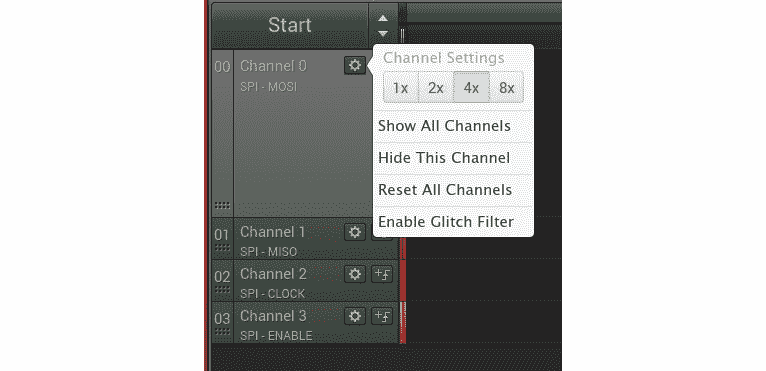 Start
00 Channel 0
SPI - MOSI
Channel Settings
1x 2x 4x 8x
Show All Channels
Hide This Channel
Reset All Channels
Enable Glitch Filter
01 Channel 1
SPI - MISO
02 Channel 2
SPI - CLOCK
03 Channel 3
SPI - ENABLE